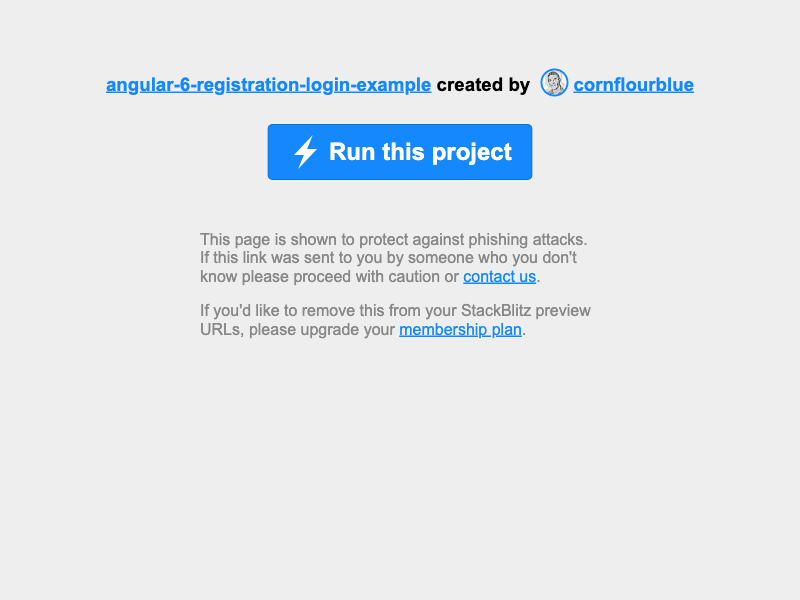 angular-6-registration-login-example created by cornflourblue
Run this project
This page is shown to protect against phishing attacks.
If this link was sent to you by someone who you don't
know please proceed with caution or contact us.
If you'd like to remove this from your StackBlitz preview
URLs, please upgrade your membership plan.